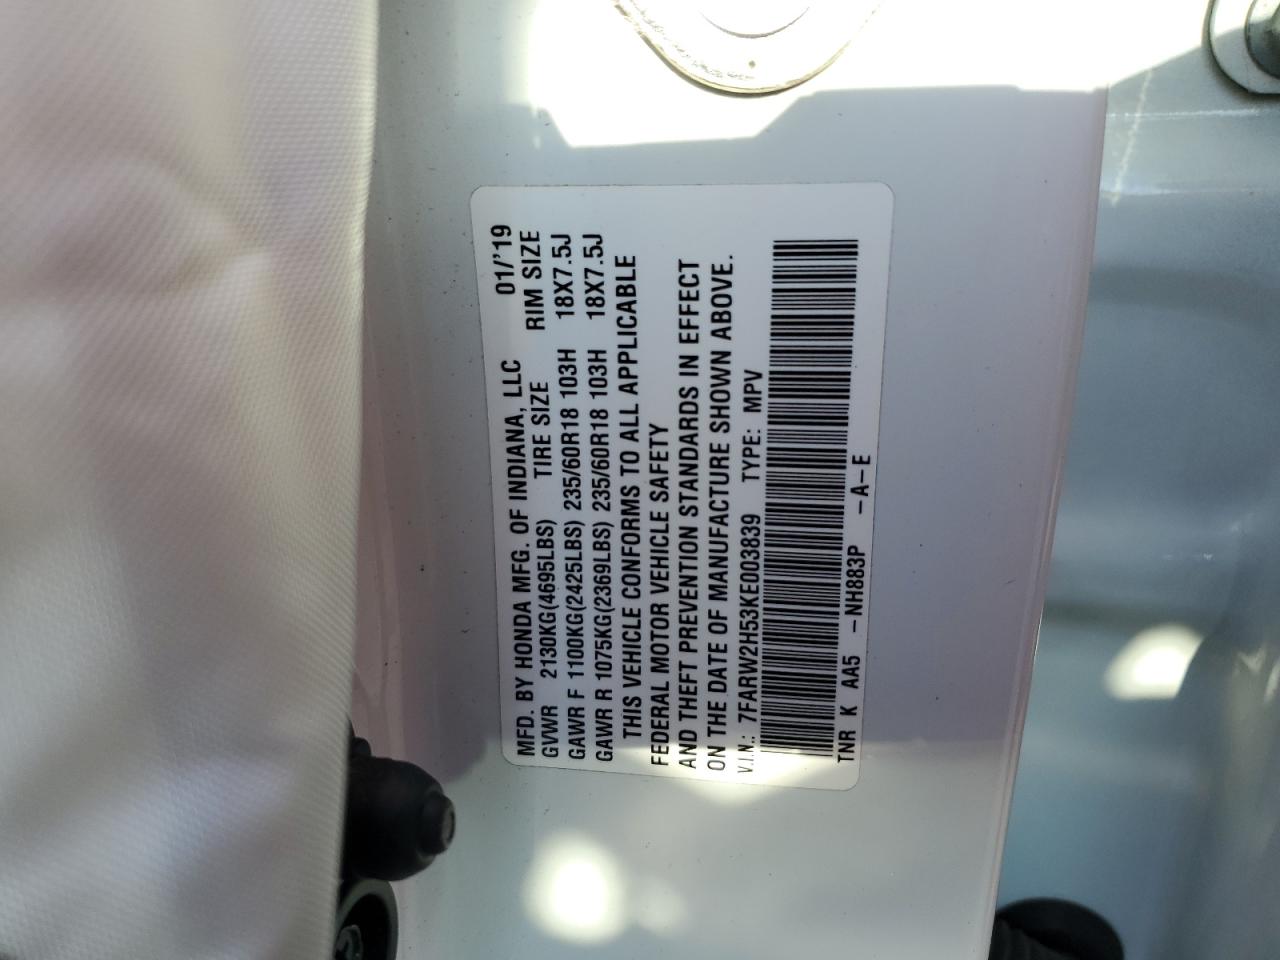 MFD. BY HONDA MFG. OF INDIANA, LLC 01/'19
GVWR 2130KG(4695LBS) TIRE SIZE RIM SIZE
GAWR F 1100KG(2425LBS) 235/60R18 103H 18X7.5J
GAWR R 1075KG(2369LBS) 235/60R18 103H 18X7.5J
THIS VEHICLE CONFORMS TO ALL APPLICABLE
FEDERAL MOTOR VEHICLE SAFETY
AND THEFT PREVENTION STANDARDS IN EFFECT
ON THE DATE OF MANUFACTURE SHOWN ABOVE.
V.I.N.: 7FARW2H53KE003839 TYPE: MPV
TNR K AA5 -NH883P -A-E